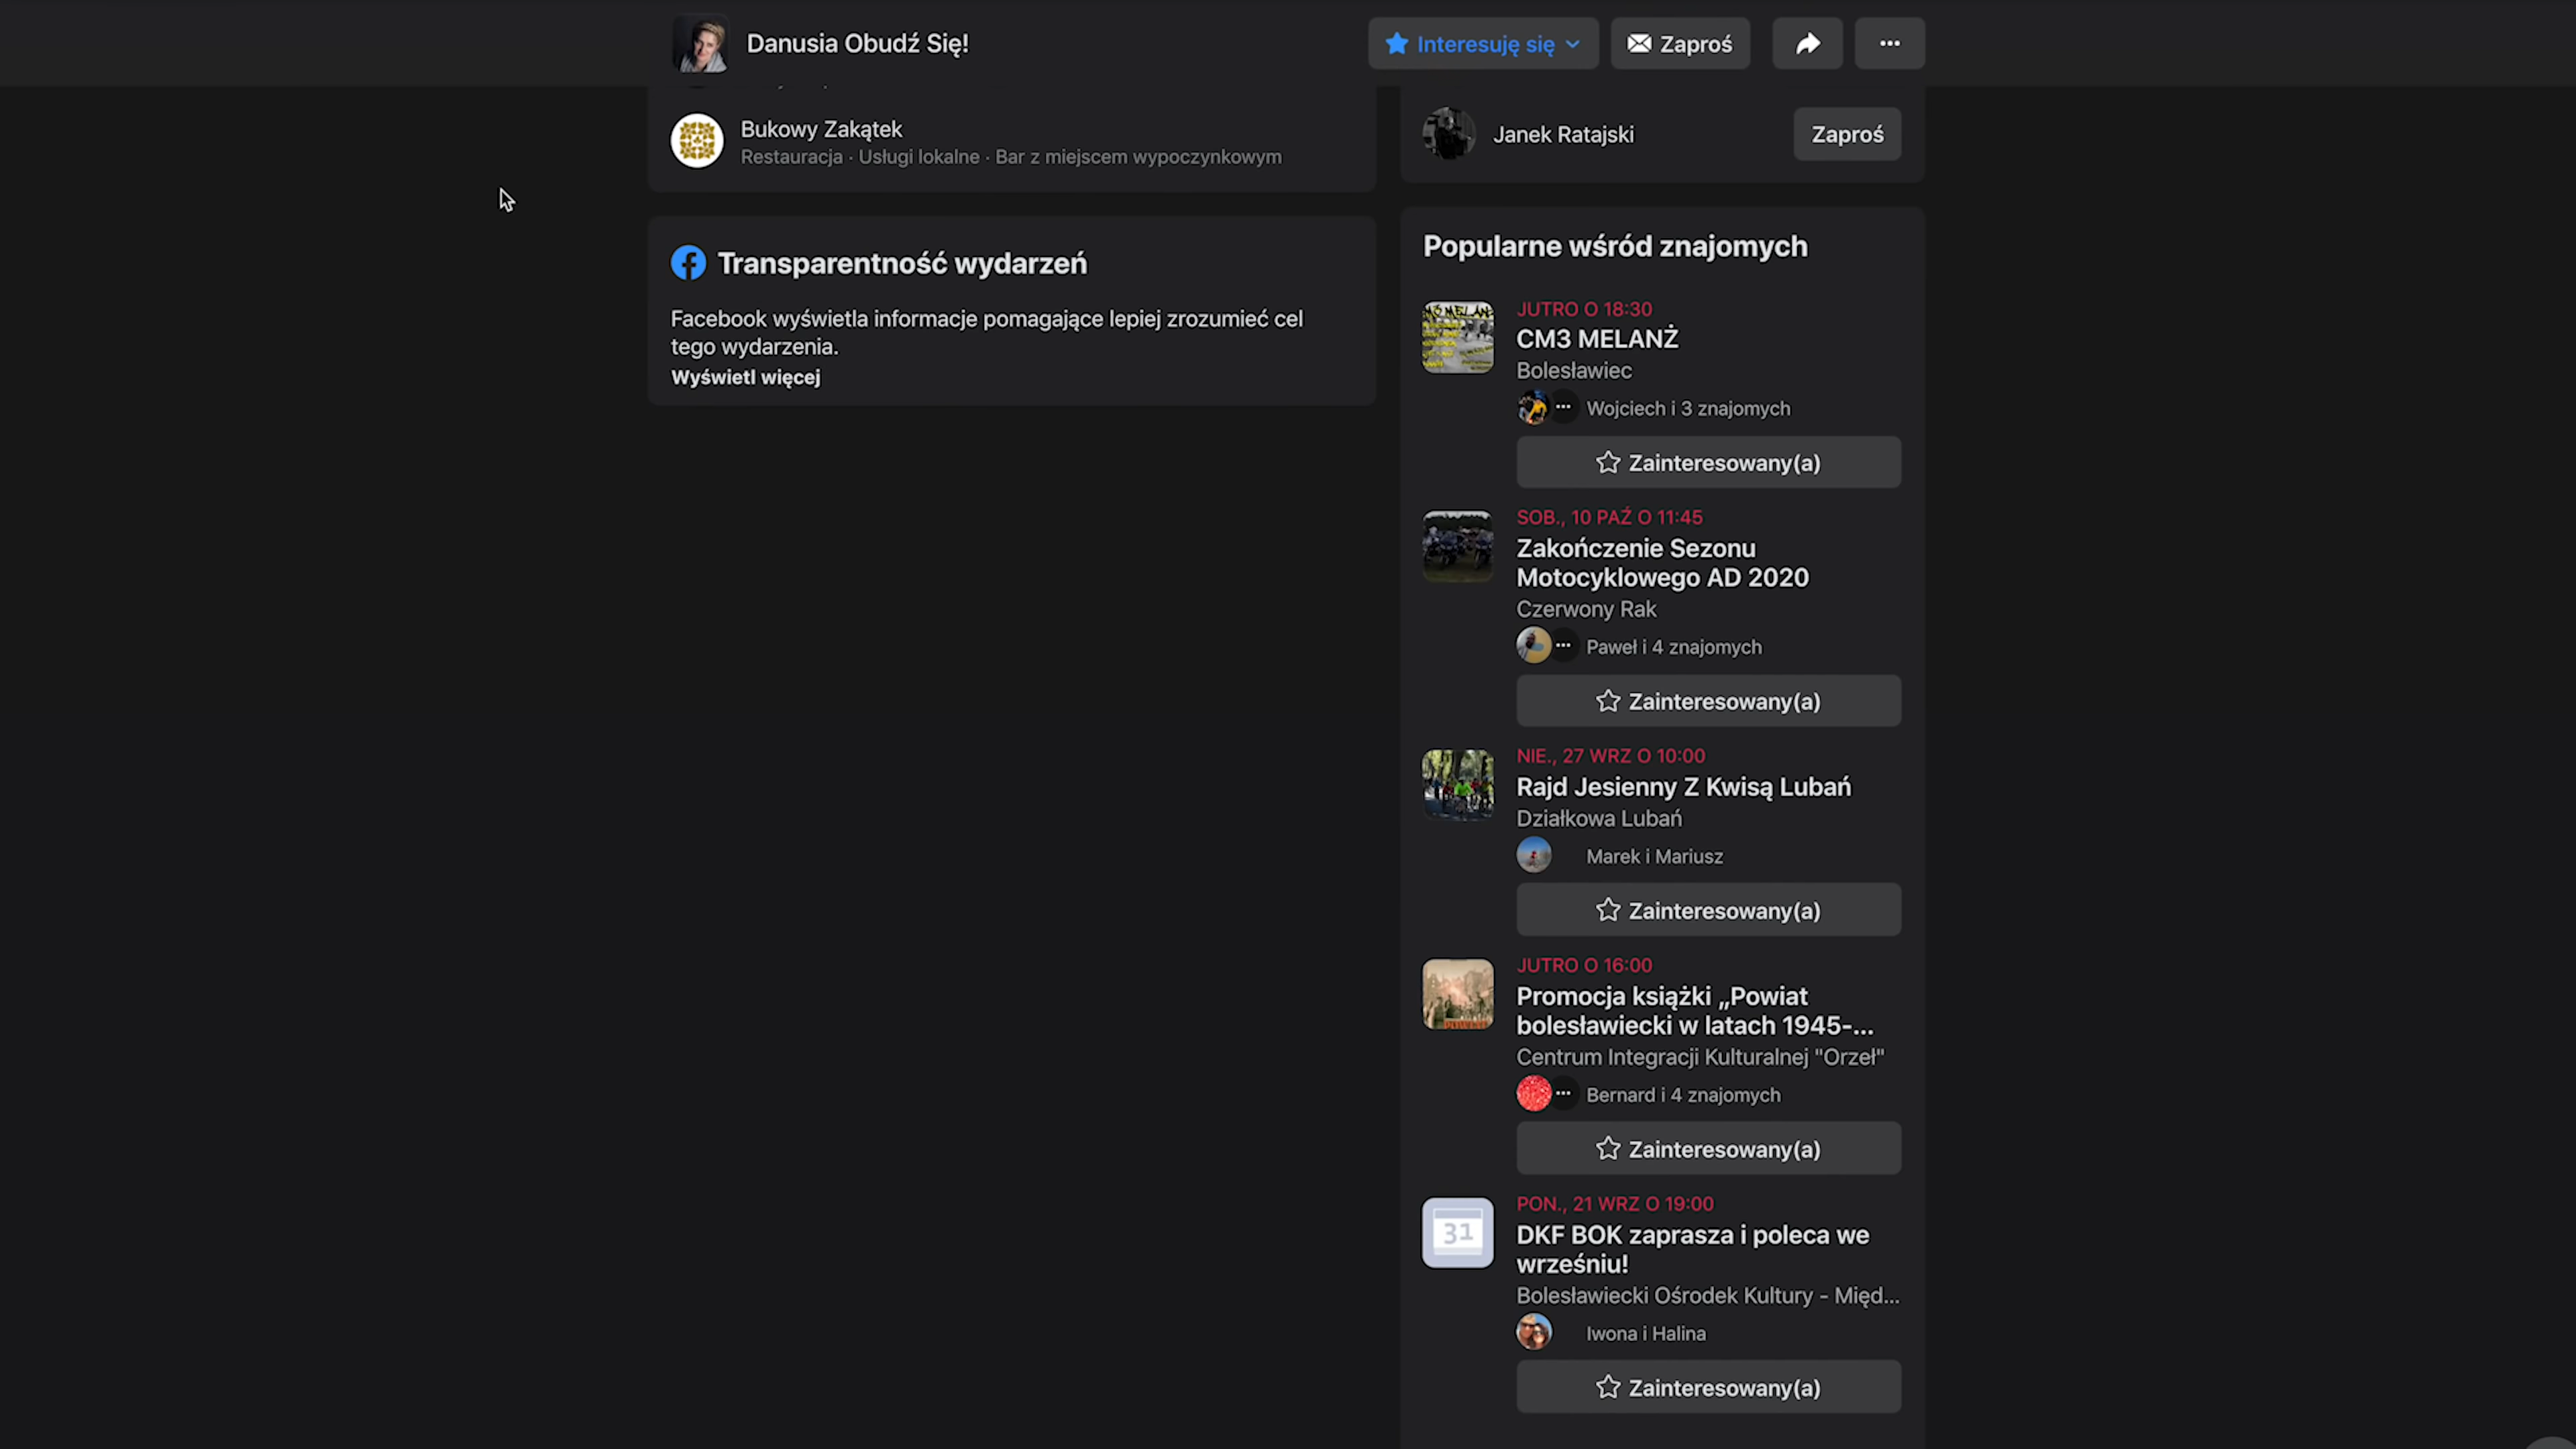 Danusia Obudź Się!
Interesuję się
Zaproś
Bukowy Zakątek
Restauracja · Usługi lokalne · Bar z miejscem wypoczynkowym
Janek Ratajski
Zaproś
Transparentność wydarzeń
Facebook wyświetla informacje pomagające lepiej zrozumieć cel
tego wydarzenia.
Wyświetl więcej
Popularne wśród znajomych
JUTRO O 18:30
CM3 MELANŻ
Bolesławiec
Wojciech i 3 znajomych
Zainteresowany(a)
SOB., 10 PAŹ O 11:45
Zakończenie Sezonu
Motocyklowego AD 2020
Czerwony Rak
Paweł i 4 znajomych
Zainteresowany(a)
NIE., 27 WRZ O 10:00
Rajd Jesienny Z Kwisą Lubań
Działkowa Lubań
Marek i Mariusz
Zainteresowany(a)
JUTRO O 16:00
Promocja książki „Powiat
bolesławiecki w latach 1945-...
Centrum Integracji Kulturalnej "Orzeł"
Bernard i 4 znajomych
Zainteresowany(a)
31
PON., 21 WRZ O 19:00
DKF BOK zaprasza i poleca we
wrześniu!
Bolesławiecki Ośrodek Kultury - Międ...
Iwona i Halina
Zainteresowany(a)